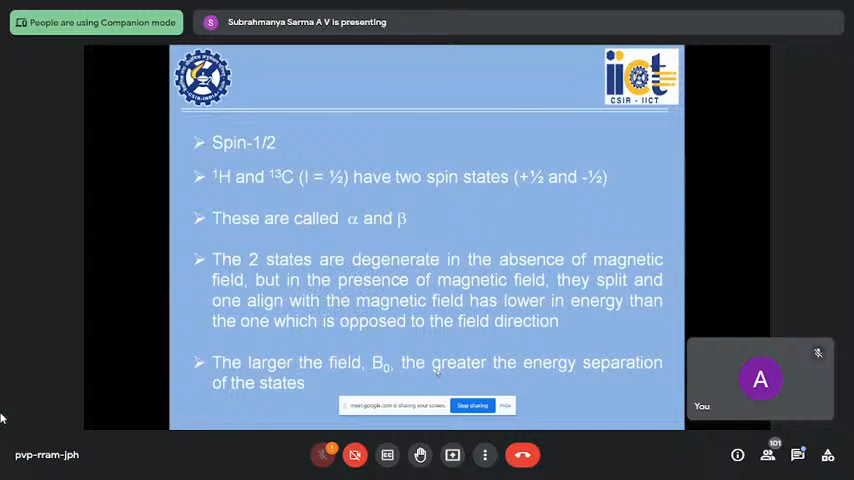 People are using Companion mode
S
Subrahmanya Sarma A V is presenting
iict
CSIR - IICT
➢ Spin-1/2
➢ ¹H and ¹³C (I = ½) have two spin states (+½ and -½)
➢ These are called α and β
➢ The 2 states are degenerate in the absence of magnetic
field, but in the presence of magnetic field, they split and
one align with the magnetic field has lower in energy than
the one which is opposed to the field direction
➢ The larger the field, B₀, the greater the energy separation
of the states
meet.google.com is sharing your screen.
Stop sharing
Hide
A
You
pvp-rram-jph
101